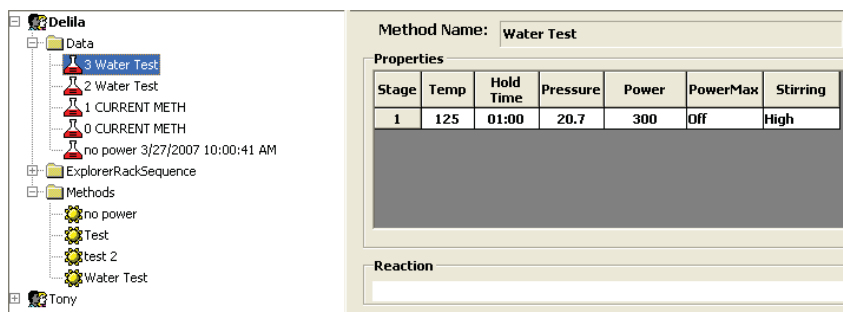 Delila
Data
3 Water Test
2 Water Test
1 CURRENT METH
0 CURRENT METH
no power 3/27/2007 10:00:41 AM
ExplorerRackSequence
Methods
no power
Test
test 2
Water Test
Tony
Method Name: Water Test
Properties
Stage Temp Hold Time Pressure Power PowerMax Stirring
1 125 01:00 20.7 300 Off High
Reaction